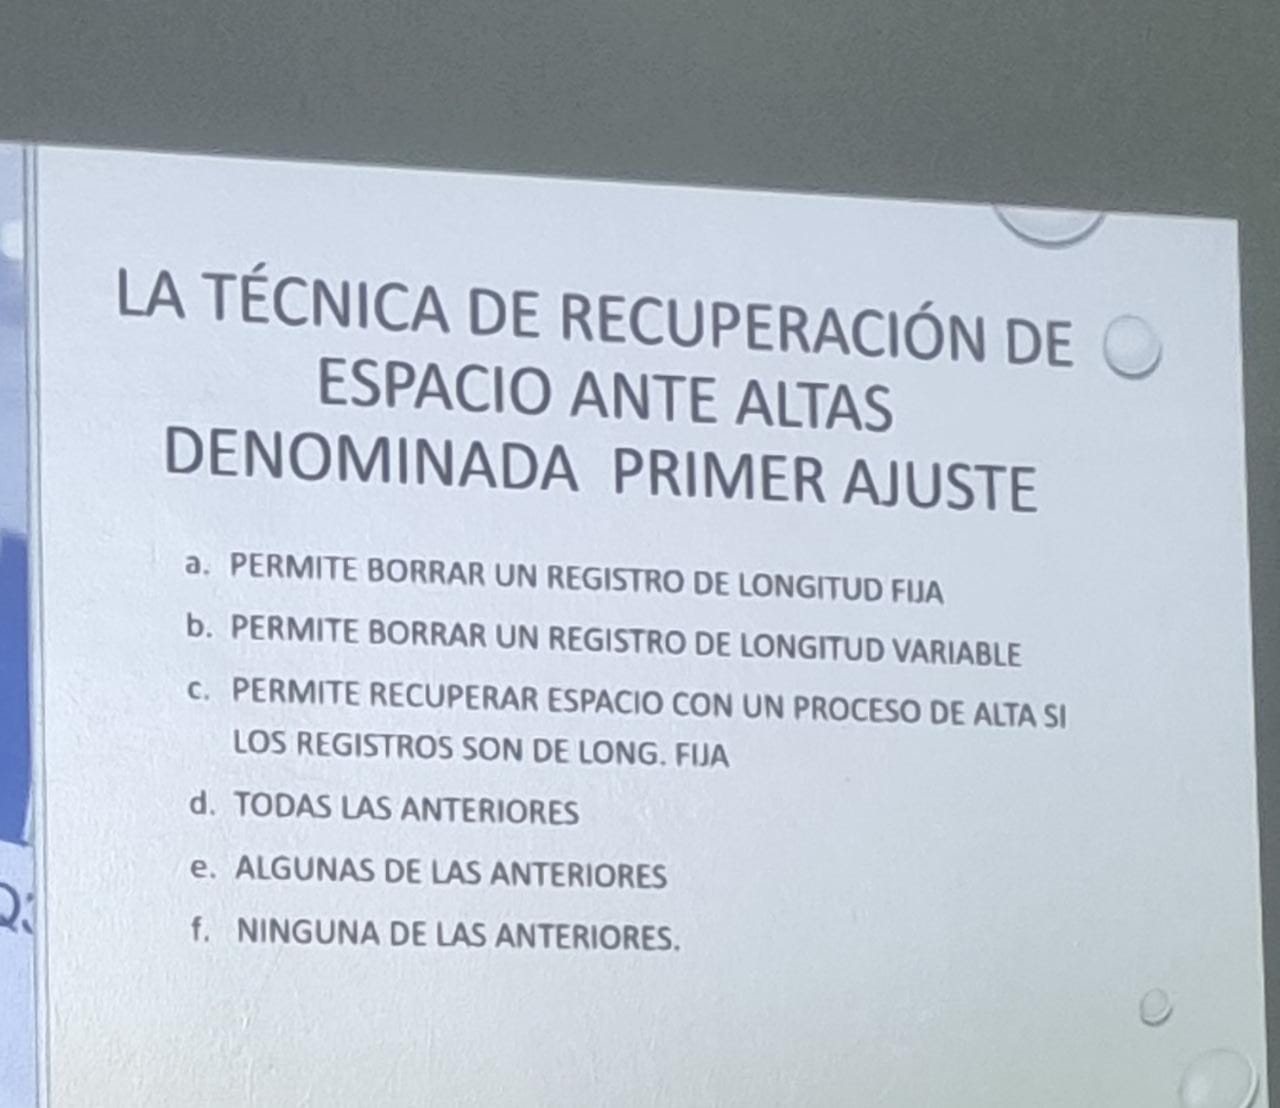 LA TÉCNICA DE RECUPERACIÓN DE
ESPACIO ANTE ALTAS
DENOMINADA PRIMER AJUSTE
a. PERMITE BORRAR UN REGISTRO DE LONGITUD FIJA
b. PERMITE BORRAR UN REGISTRO DE LONGITUD VARIABLE
c. PERMITE RECUPERAR ESPACIO CON UN PROCESO DE ALTA SI
LOS REGISTROS SON DE LONG. FIJA
d. TODAS LAS ANTERIORES
e. ALGUNAS DE LAS ANTERIORES
f. NINGUNA DE LAS ANTERIORES.